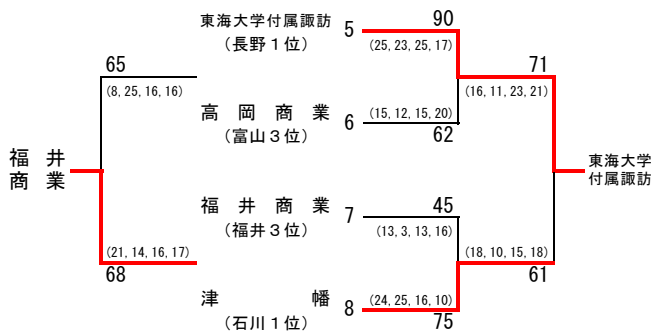 東海大学付属諏訪
（長野１位）
5
90
(25, 23, 25, 17)
65
(8, 25, 16, 16)
71
(16, 11, 23, 21)
高岡商業
（富山３位）
6
(15, 12, 15, 20)
62
福井
商業
東海大学
付属諏訪
福井商業
（福井３位）
7
45
(13, 3, 13, 16)
(21, 14, 16, 17)
68
(18, 10, 15, 18)
61
津幡
（石川１位）
8
(24, 25, 16, 10)
75